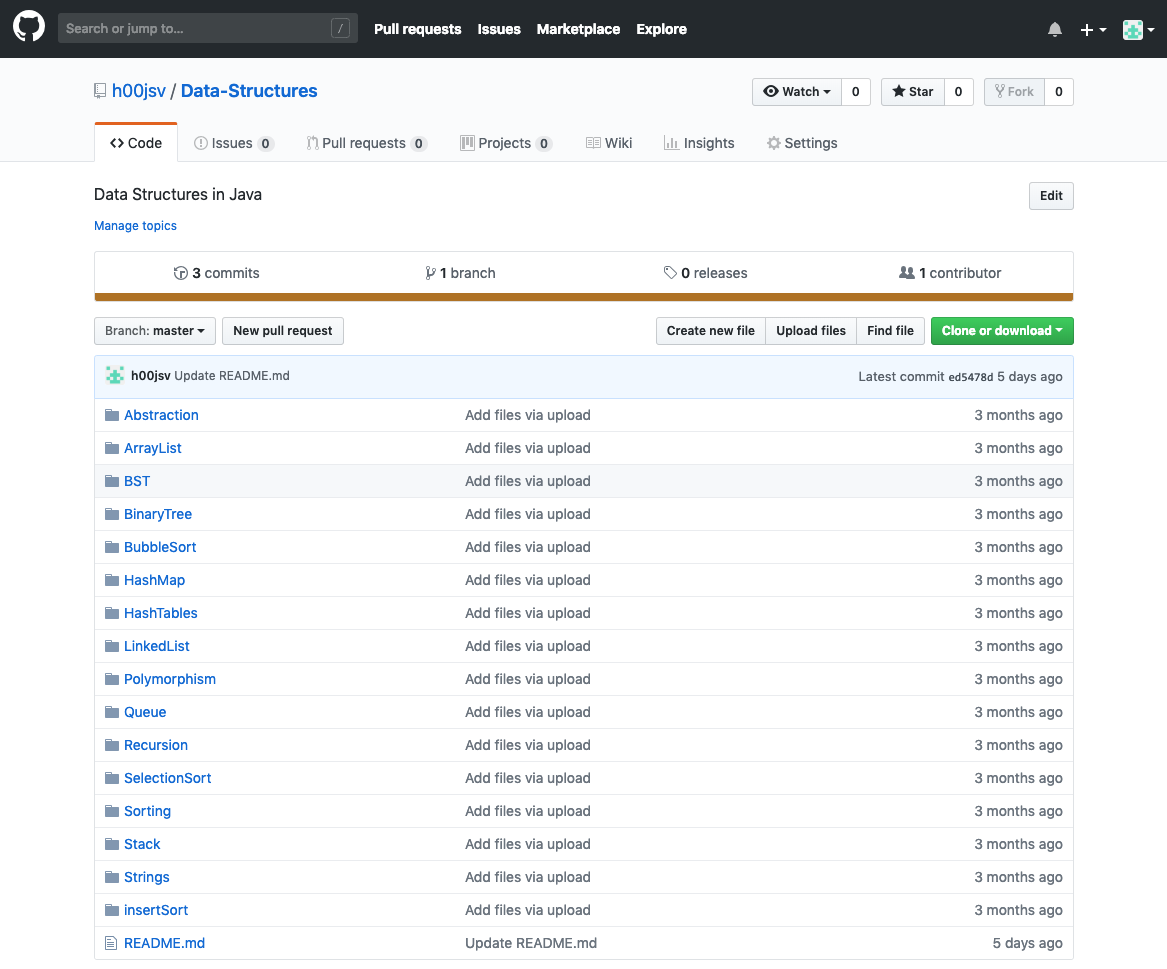 Search or jump to... / Pull requests Issues Marketplace Explore
h00jsv / Data-Structures Watch 0 Star 0 Fork 0
Code Issues 0 Pull requests 0 Projects 0 Wiki Insights Settings
Data Structures in Java Edit
Manage topics
3 commits 1 branch 0 releases 1 contributor
Branch: master New pull request Create new file Upload files Find file Clone or download
h00jsv Update README.md Latest commit ed5478d 5 days ago
Abstraction Add files via upload 3 months ago
ArrayList Add files via upload 3 months ago
BST Add files via upload 3 months ago
BinaryTree Add files via upload 3 months ago
BubbleSort Add files via upload 3 months ago
HashMap Add files via upload 3 months ago
HashTables Add files via upload 3 months ago
LinkedList Add files via upload 3 months ago
Polymorphism Add files via upload 3 months ago
Queue Add files via upload 3 months ago
Recursion Add files via upload 3 months ago
SelectionSort Add files via upload 3 months ago
Sorting Add files via upload 3 months ago
Stack Add files via upload 3 months ago
Strings Add files via upload 3 months ago
insertSort Add files via upload 3 months ago
README.md Update README.md 5 days ago